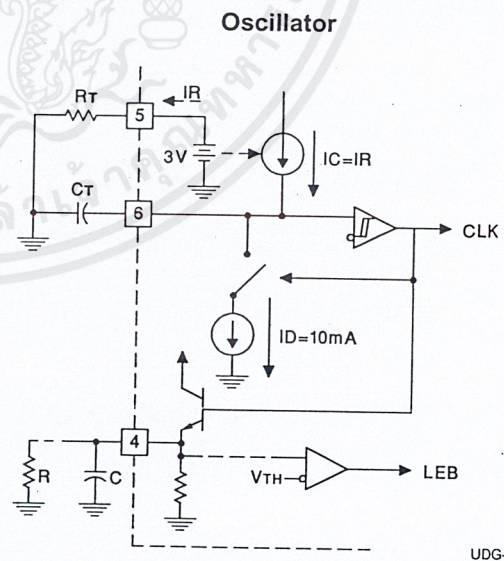 Oscillator
RT
IR
5
3V
IC=IR
CT
6
CLK
ID=10mA
4
R
C
VTH
LEB
UDG-